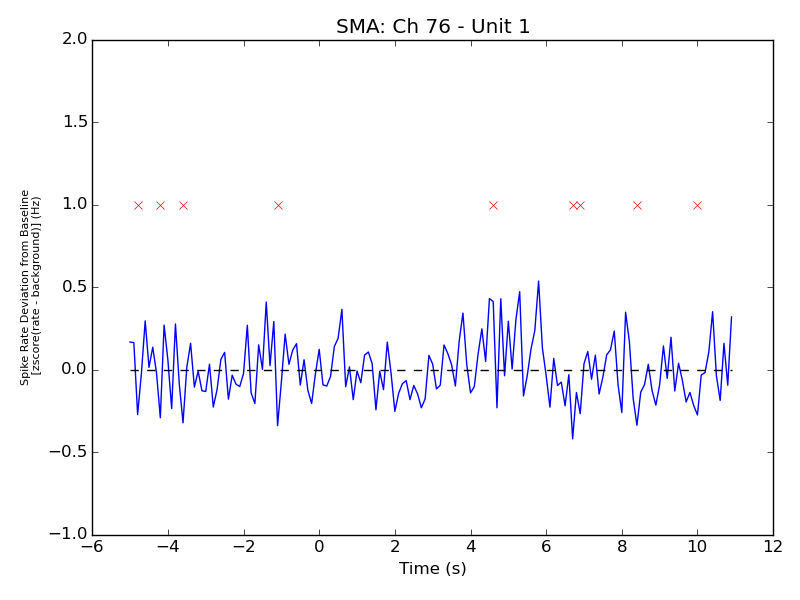 SMA: Ch 76 - Unit 1
2.0
1.5
1.0
0.5
0.0
−0.5
−1.0
Spike Rate Deviation from Baseline
[zscore(rate - background)] (Hz)
−6 −4 −2 0 2 4 6 8 10 12
Time (s)